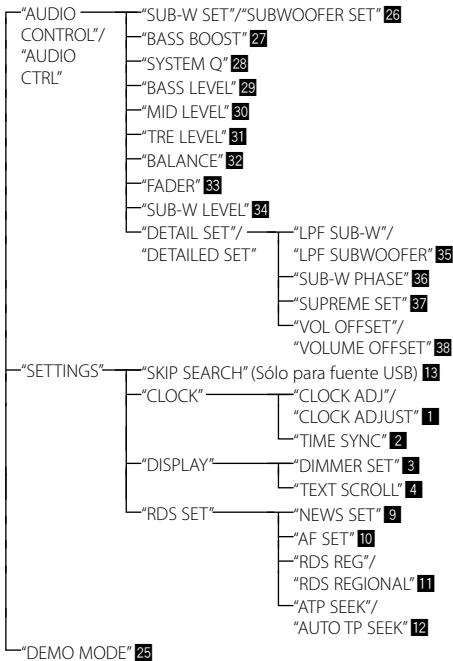 “AUDIO CONTROL”/ “AUDIO CTRL”
“SUB-W SET”/“SUBWOOFER SET” 26
“BASS BOOST” 27
“SYSTEM Q” 28
“BASS LEVEL” 29
“MID LEVEL” 30
“TRE LEVEL” 31
“BALANCE” 32
“FADER” 33
“SUB-W LEVEL” 34
“DETAIL SET”/
“DETAILED SET”
“LPF SUB-W”/
“LPF SUBWOOFER” 35
“SUB-W PHASE” 36
“SUPREME SET” 37
“VOL OFFSET”/
“VOLUME OFFSET” 38
“SETTINGS”
“SKIP SEARCH” (Sólo para fuente USB) 13
“CLOCK”
“CLOCK ADJ”/
“CLOCK ADJUST” 1
“TIME SYNC” 2
“DISPLAY”
“DIMMER SET” 3
“TEXT SCROLL” 4
“RDS SET”
“NEWS SET” 9
“AF SET” 10
“RDS REG”/
“RDS REGIONAL” 11
“ATP SEEK”/
“AUTO TP SEEK” 12
“DEMO MODE” 25